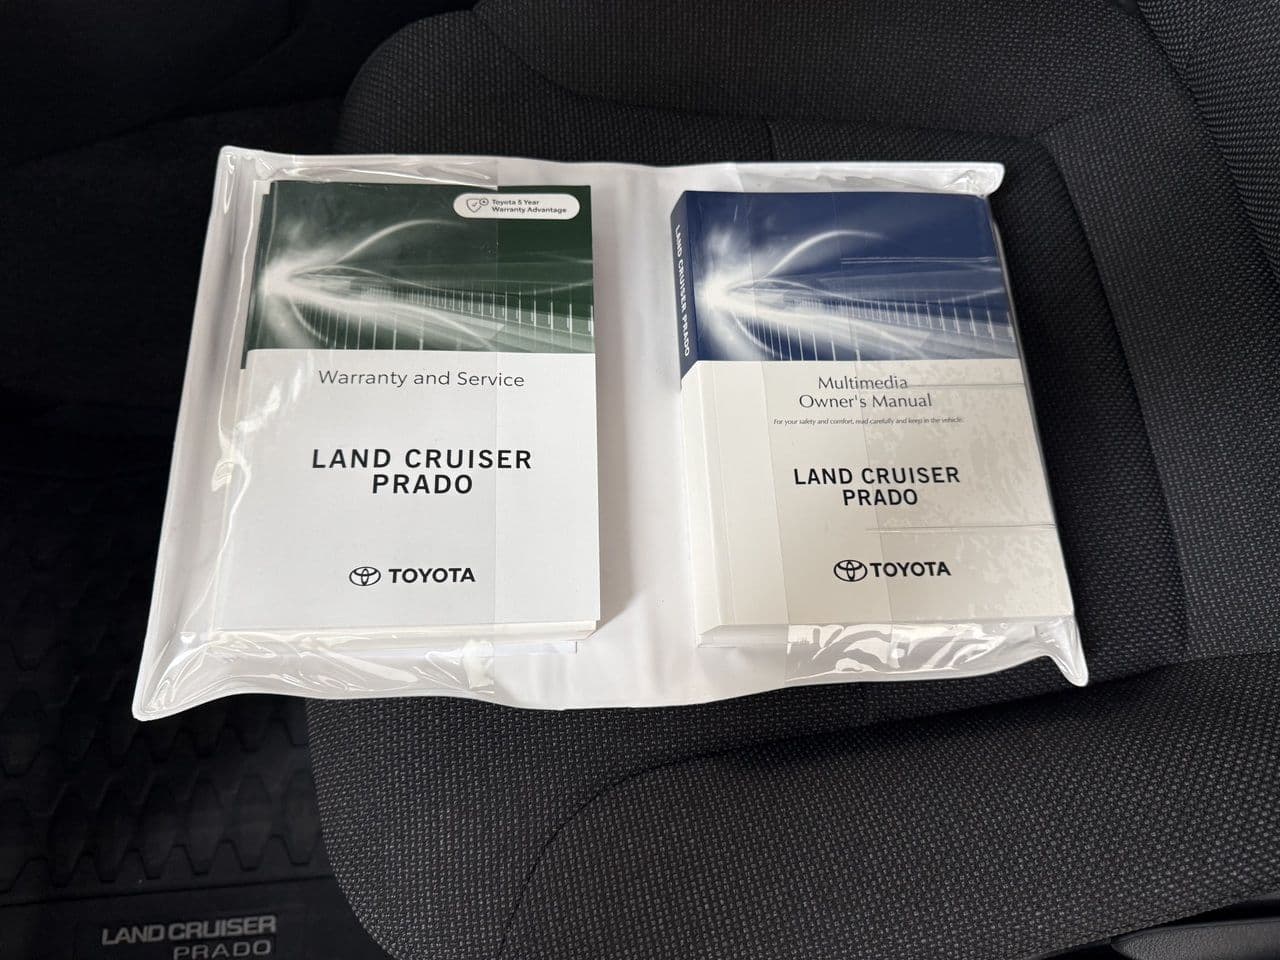 Toyota 5 Year
Warranty Advantage
Warranty and Service
LAND CRUISER
PRADO
TOYOTA
LAND CRUISER PRADO
Multimedia
Owner's Manual
For your safety and comfort, read carefully and keep in the vehicle.
LAND CRUISER
PRADO
TOYOTA
LAND CRUISER
PRADO